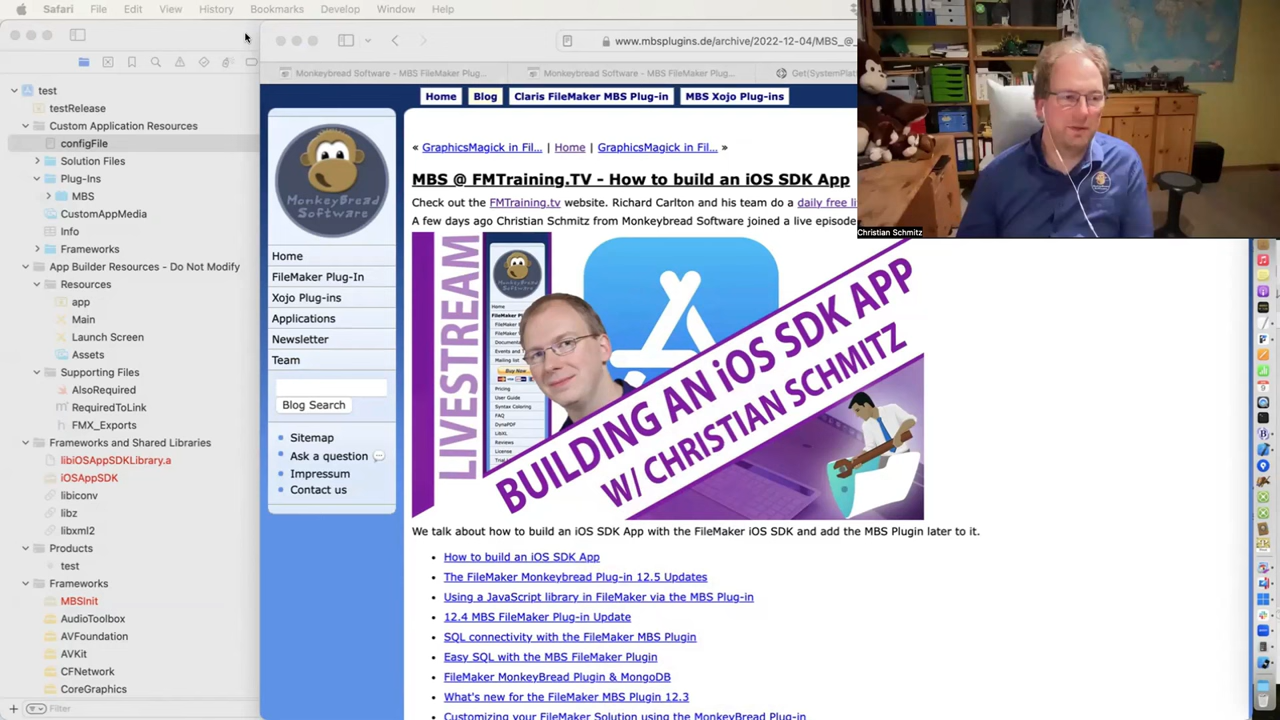 Safari File Edit View History Bookmarks Develop Window Help
www.mbsplugins.de/archive/2022-12-04/MBS_@_
Monkeybread Software - MBS FileMaker Plug...
Monkeybread Software - MBS FileMaker Plug...
Get(SystemPlat
test
testRelease
Custom Application Resources
configFile
Solution Files
Plug-Ins
MBS
CustomAppMedia
Info
Frameworks
App Builder Resources - Do Not Modify
Resources
app
Main
Launch Screen
Assets
Supporting Files
AlsoRequired
RequiredToLink
FMX_Exports
Frameworks and Shared Libraries
libiOSAppSDKLibrary.a
iOSAppSDK
libiconv
libz
libxml2
Products
test
Frameworks
MBSInit
AudioToolbox
AVFoundation
AVKit
CFNetwork
CoreGraphics
Filter
Home Blog Claris FileMaker MBS Plug-in MBS Xojo Plug-ins
MONKEYBREAD
SOFTWARE
Home
FileMaker Plug-In
Xojo Plug-ins
Applications
Newsletter
Team
Blog Search
Sitemap
Ask a question
Impressum
Contact us
« GraphicsMagick in Fil... | Home | GraphicsMagick in Fil... »
MBS @ FMTraining.TV - How to build an iOS SDK App
Check out the FMTraining.tv website. Richard Carlton and his team do a daily free li
A few days ago Christian Schmitz from Monkeybread Software joined a live episode
LIVESTREAM
BUILDING AN iOS SDK APP
W/ CHRISTIAN SCHMITZ
We talk about how to build an iOS SDK App with the FileMaker iOS SDK and add the MBS Plugin later to it.
How to build an iOS SDK App
The FileMaker Monkeybread Plug-in 12.5 Updates
Using a JavaScript library in FileMaker via the MBS Plug-in
12.4 MBS FileMaker Plug-in Update
SQL connectivity with the FileMaker MBS Plugin
Easy SQL with the MBS FileMaker Plugin
FileMaker MonkeyBread Plugin & MongoDB
What's new for the FileMaker MBS Plugin 12.3
Customizing your FileMaker Solution using the MonkeyBread Plug-in
Christian Schmitz